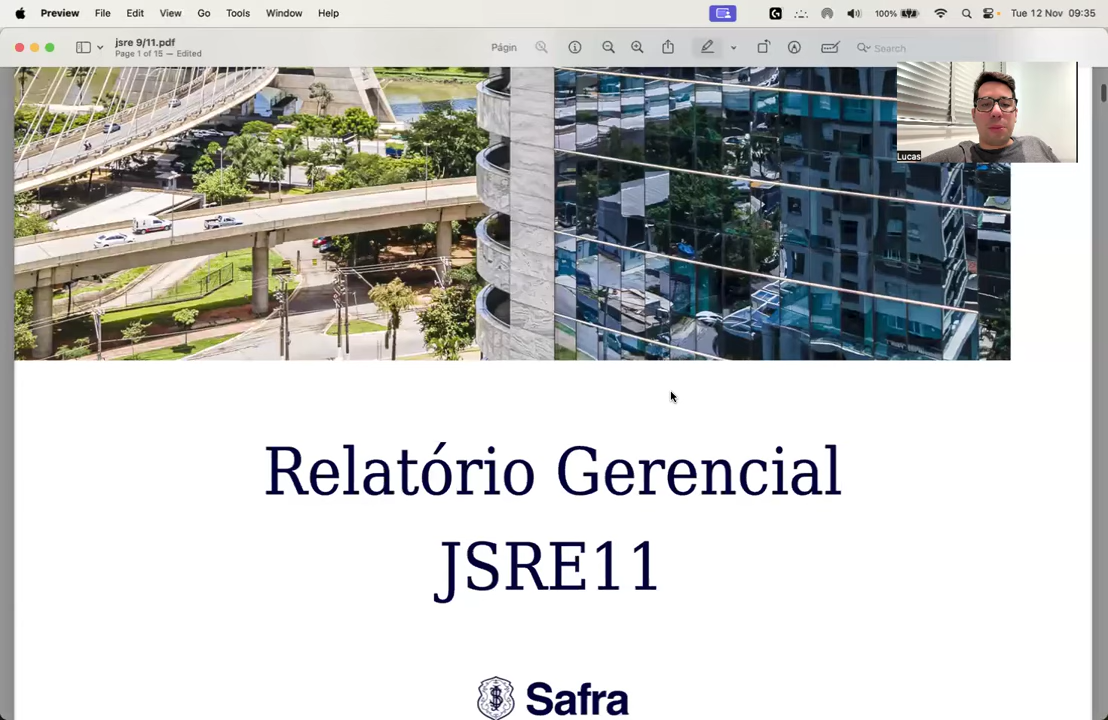 Preview File Edit View Go Tools Window Help 100% Tue 12 Nov 09:35
jsre 9/11.pdf
Page 1 of 15 — Edited
Págin
Search
Lucas
Relatório Gerencial
JSRE11
Safra